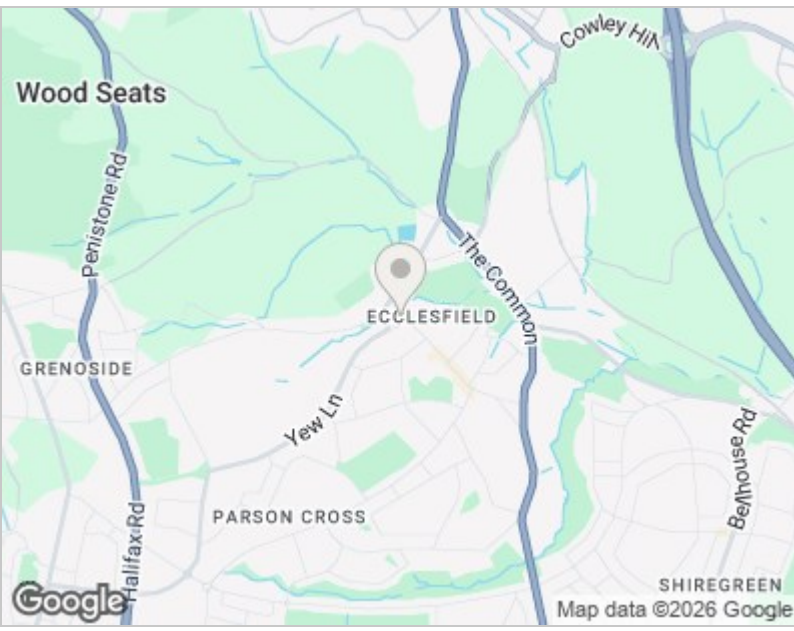 Cowley Hil
Wood Seats
Penistone Rd
The Common
ECCLESFIELD
GRENOSIDE
Yew Ln
Bellhouse Rd
PARSON CROSS
Halifax Rd
SHIREGREEN
Google
Map data ©2026 Google